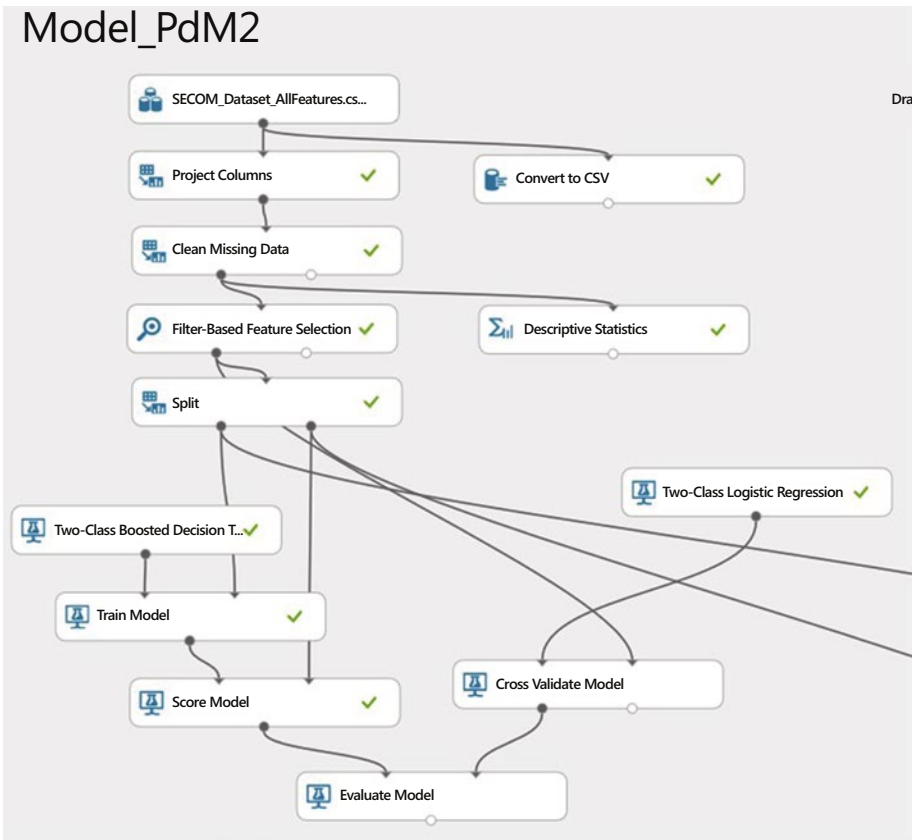 Model_PdM2
SECOM_Dataset_AllFeatures.cs...
Dra
Project Columns
Convert to CSV
Clean Missing Data
Filter-Based Feature Selection
Descriptive Statistics
Split
Two-Class Logistic Regression
Two-Class Boosted Decision T...
Train Model
Cross Validate Model
Score Model
Evaluate Model